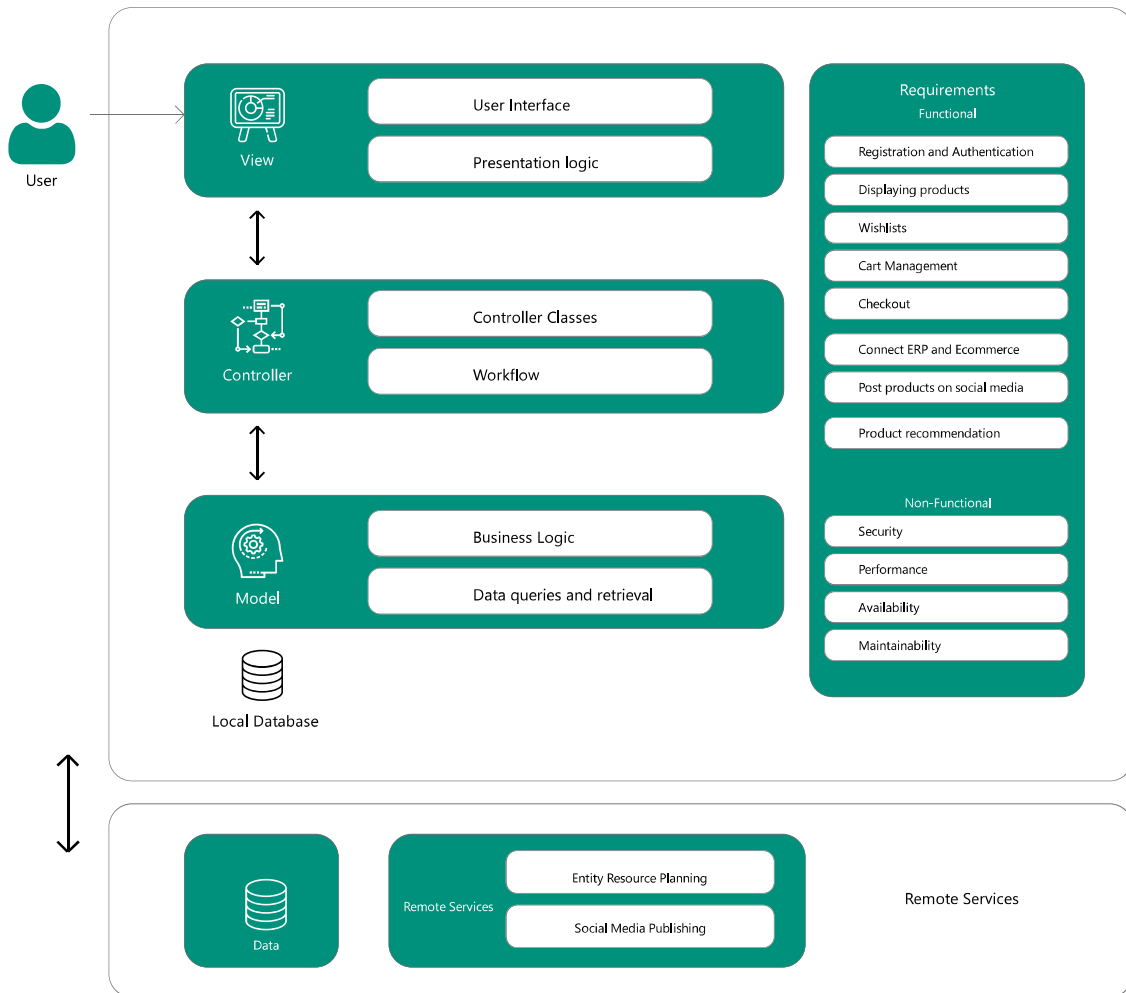 User
View
User Interface
Presentation logic
Controller
Controller Classes
Workflow
Model
Business Logic
Data queries and retrieval
Local Database
Requirements
Functional
Registration and Authentication
Displaying products
Wishlists
Cart Management
Checkout
Connect ERP and Ecommerce
Post products on social media
Product recommendation
Non-Functional
Security
Performance
Availability
Maintainability
Data
Remote Services
Entity Resource Planning
Social Media Publishing
Remote Services